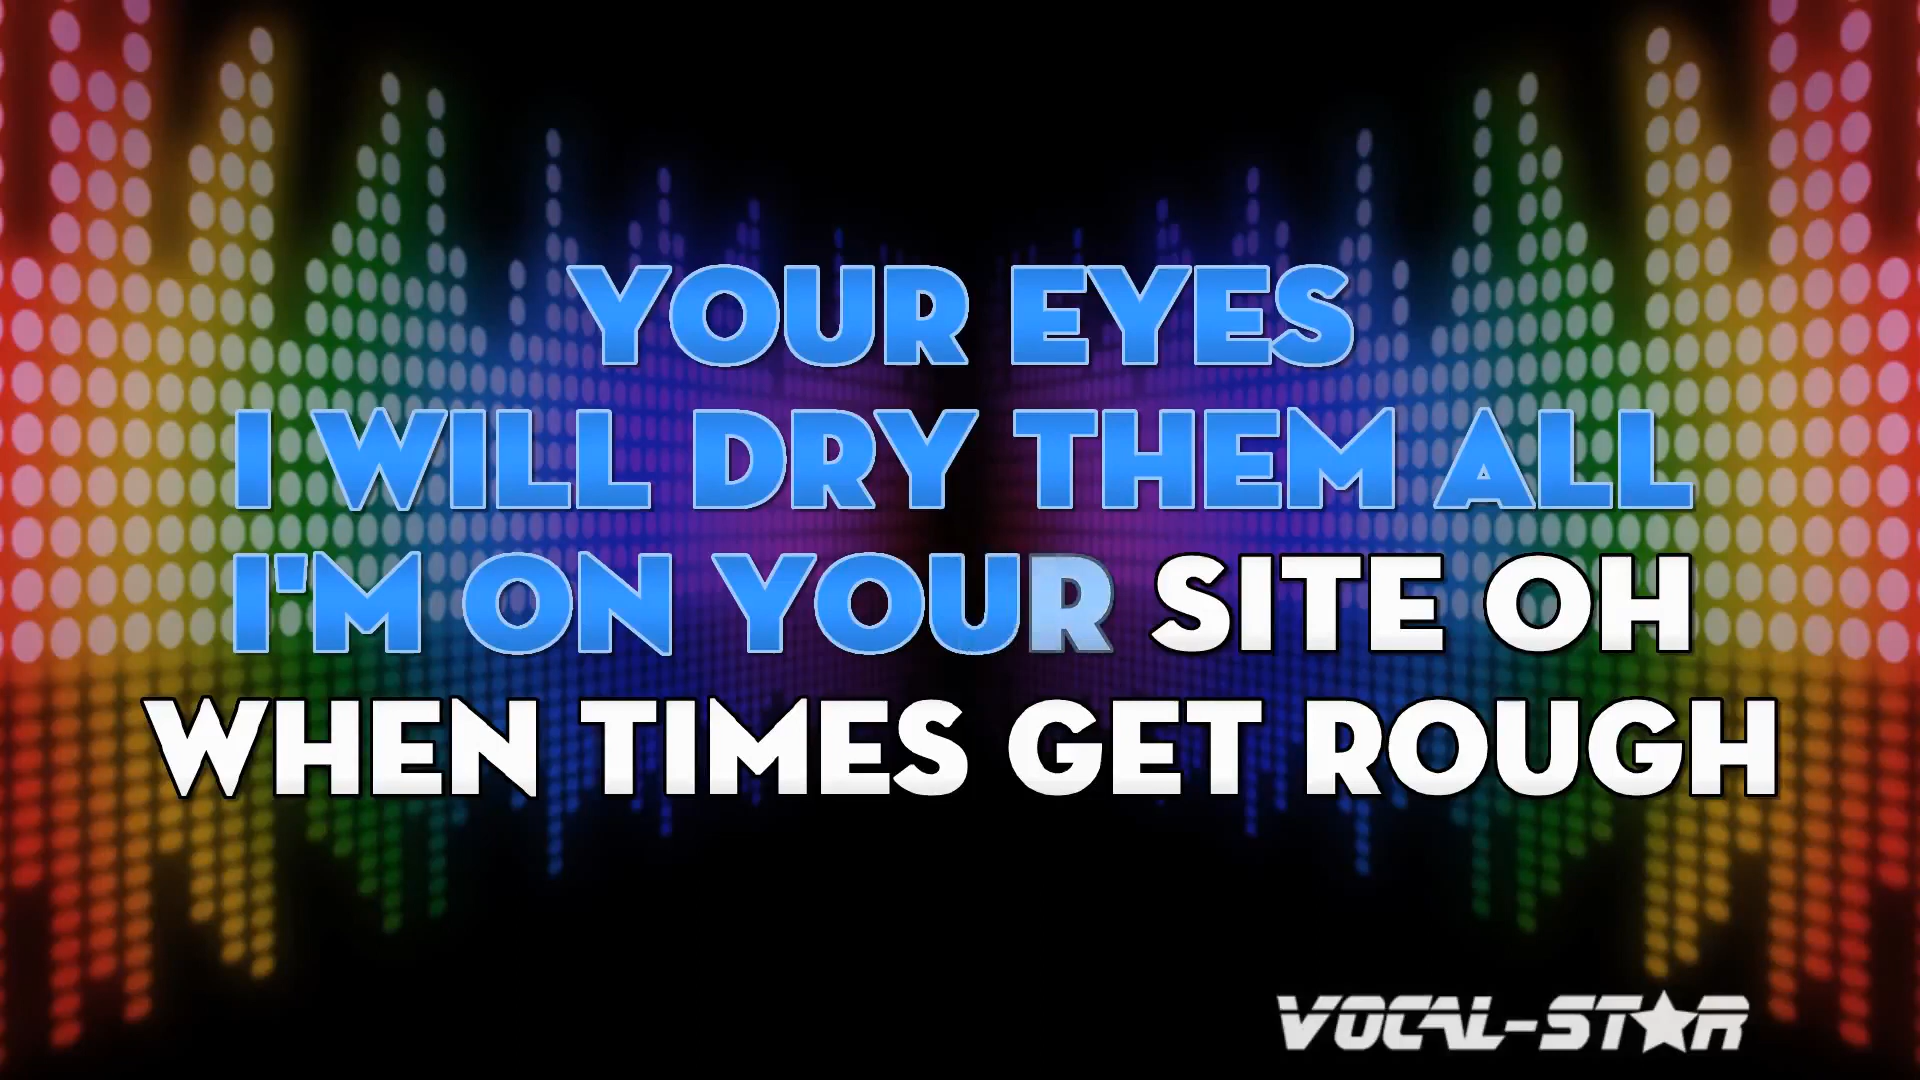 YOUR EYES
I WILL DRY THEM ALL
I'M ON YOUR SITE OH
WHEN TIMES GET ROUGH
VOCAL-STAR